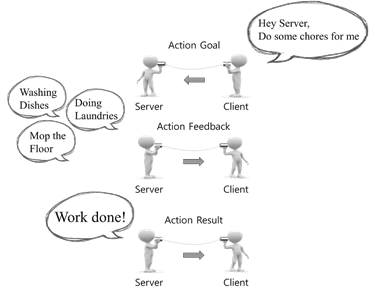 Hey Server,
Do some chores for me
Action Goal
Server
Client
Washing
Dishes
Doing
Laundries
Mop the
Floor
Action Feedback
Server
Client
Work done!
Action Result
Server
Client